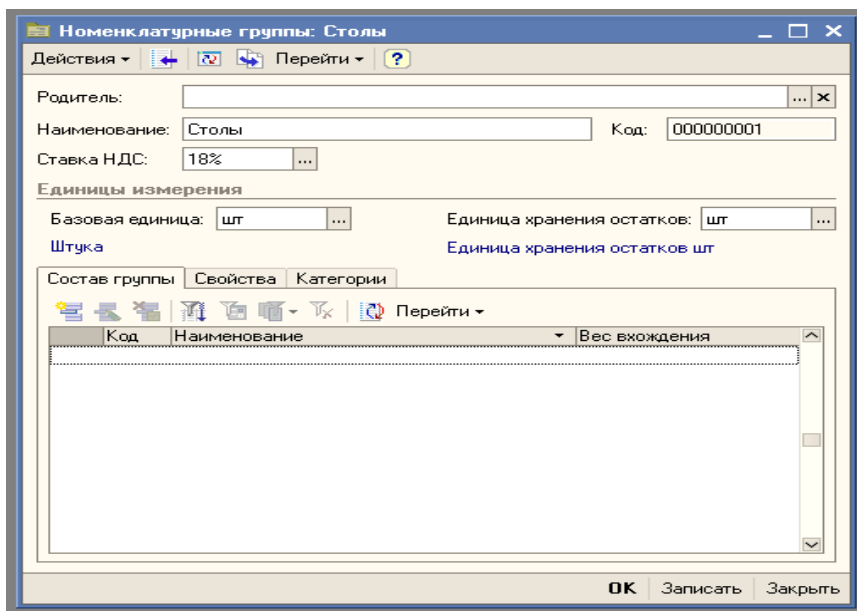 Номенклатурные группы: Столы
Действия Перейти ?
Родитель: ...
Наименование: Столы Код: 000000001
Ставка НДС: 18% ...
Единицы измерения
Базовая единица: шт ... Единица хранения остатков: шт ...
Штука Единица хранения остатков шт
Состав группы Свойства Категории
Перейти
Код Наименование Вес вхождения
OK Записать Закрыть